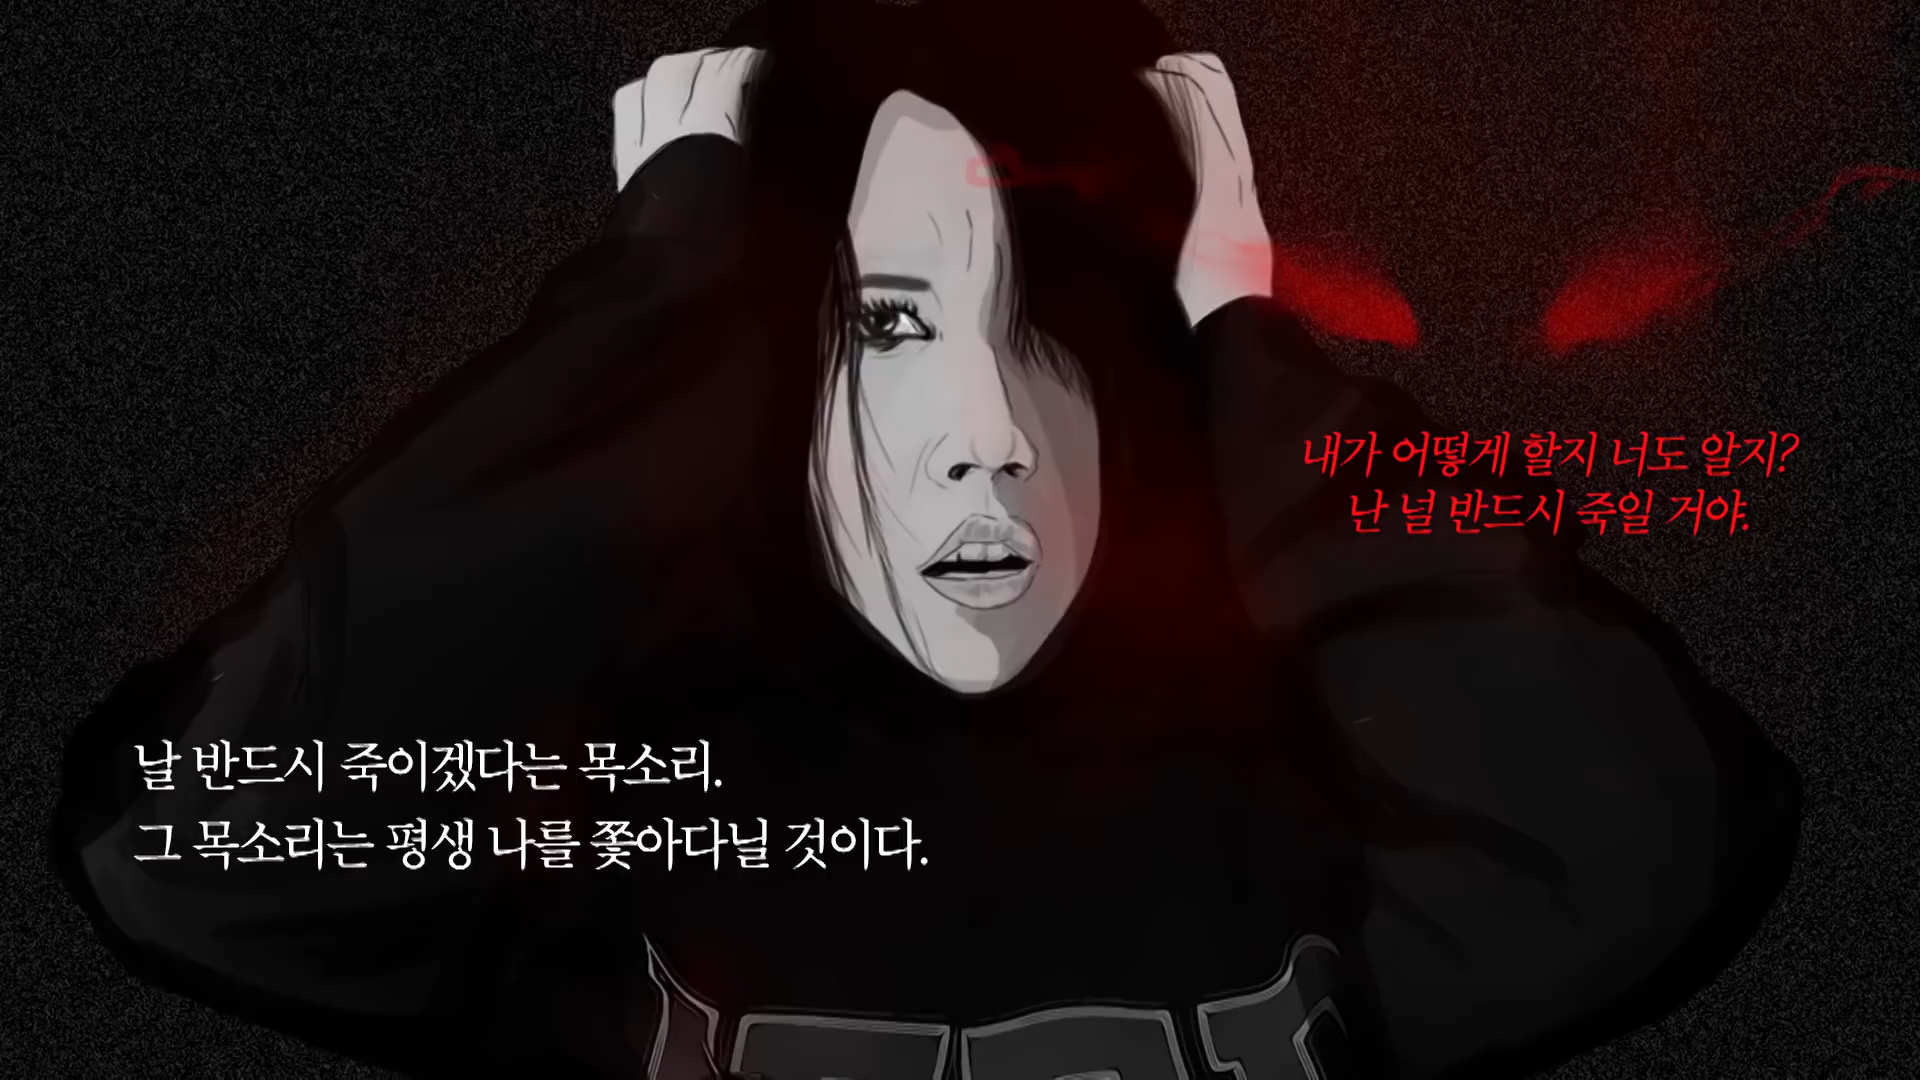 내가 어떻게 할지 너도 알지?
난 널 반드시 죽일 거야.
날 반드시 죽이겠다는 목소리.
그 목소리는 평생 나를 쫓아다닐 것이다.